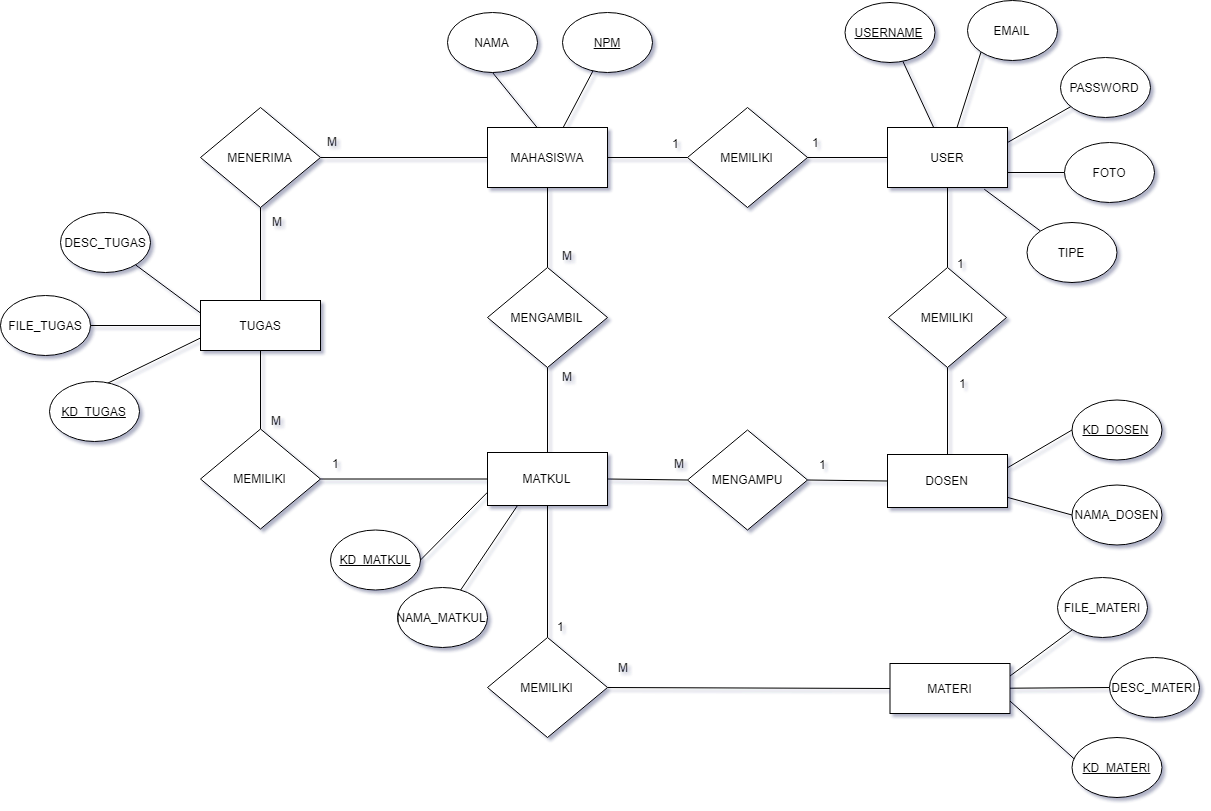 USERNAME
EMAIL
NAMA
NPM
PASSWORD
M
1
1
MENERIMA
MAHASISWA
MEMILIKI
USER
FOTO
M
DESC_TUGAS
TIPE
M
1
FILE_TUGAS
TUGAS
MENGAMBIL
MEMILIKI
M
1
KD_TUGAS
M
KD_DOSEN
1
M
1
MEMILIKI
MATKUL
MENGAMPU
DOSEN
NAMA_DOSEN
KD_MATKUL
FILE_MATERI
NAMA_MATKUL
1
M
MEMILIKI
MATERI
DESC_MATERI
KD_MATERI